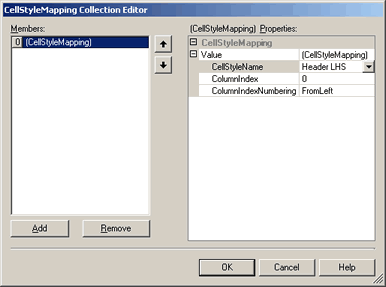 CellStyleMapping Collection Editor
Members:
0 (CellStyleMapping)
Add
Remove
(CellStyleMapping) Properties:
CellStyleMapping
Value (CellStyleMapping)
CellStyleName Header LHS
ColumnIndex 0
ColumnIndexNumbering FromLeft
OK
Cancel
Help